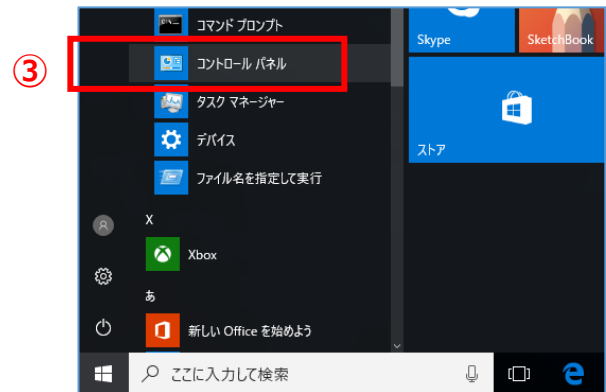 コマンド プロンプト
③
コントロール パネル
タスク マネージャー
デバイス
ファイル名を指定して実行
X
Xbox
あ
新しい Office を始めよう
Skype
SketchBook
ストア
ここに入力して検索